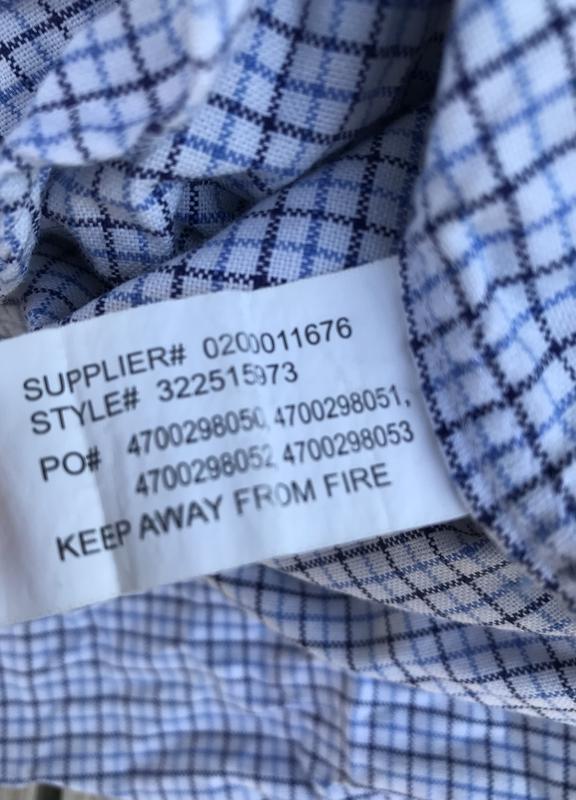 SUPPLIER# 0200011676
STYLE# 322515973
PO# 4700298050, 4700298051,
4700298052, 4700298053
KEEP AWAY FROM FIRE